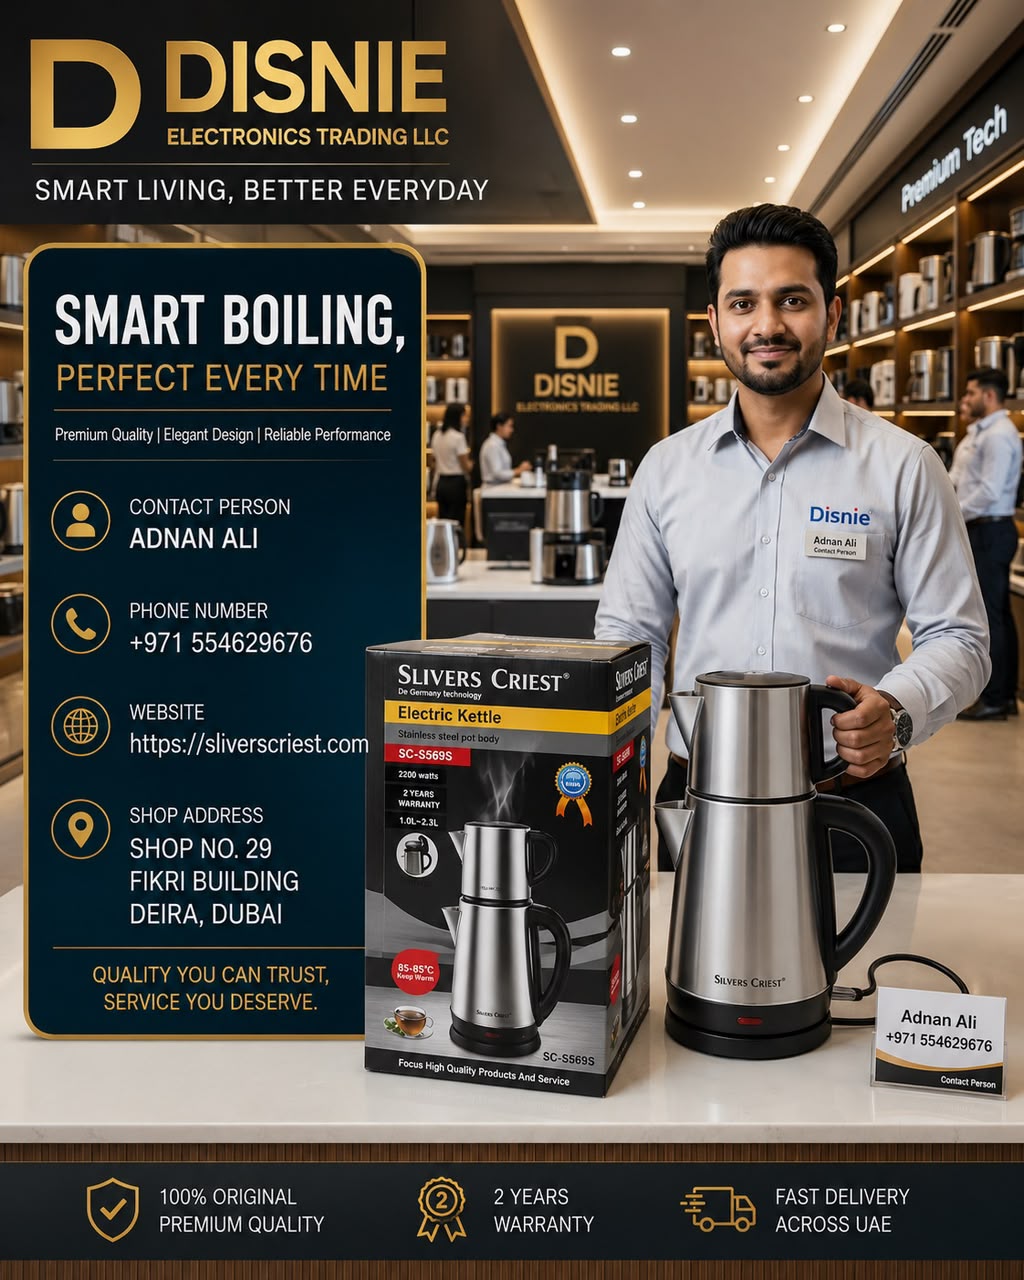 D DISNIE
ELECTRONICS TRADING LLC
SMART LIVING, BETTER EVERYDAY
Premium Tech
SMART BOILING,
PERFECT EVERY TIME
Premium Quality | Elegant Design | Reliable Performance
CONTACT PERSON
ADNAN ALI
PHONE NUMBER
+971 554629676
WEBSITE
https://sliverscriest.com
SHOP ADDRESS
SHOP NO. 29
FIKRI BUILDING
DEIRA, DUBAI
QUALITY YOU CAN TRUST,
SERVICE YOU DESERVE.
D
DISNIE
ELECTRONICS TRADING LLC
Disnie
Adnan Ali
Contact Person
SLIVERS CRIEST®
De Germany technology
Electric Kettle
Stainless steel pot body
SC-S569S
2200 watts
2 YEARS
WARRANTY
1.0L~2.3L
85-85°C
Keep Warm
SC-S569S
Focus High Quality Products And Service
SLIVERS CRIEST
Electric Kettle
SILVERS CRIEST®
Adnan Ali
+971 554629676
Contact Person
100% ORIGINAL
PREMIUM QUALITY
2
2 YEARS
WARRANTY
FAST DELIVERY
ACROSS UAE